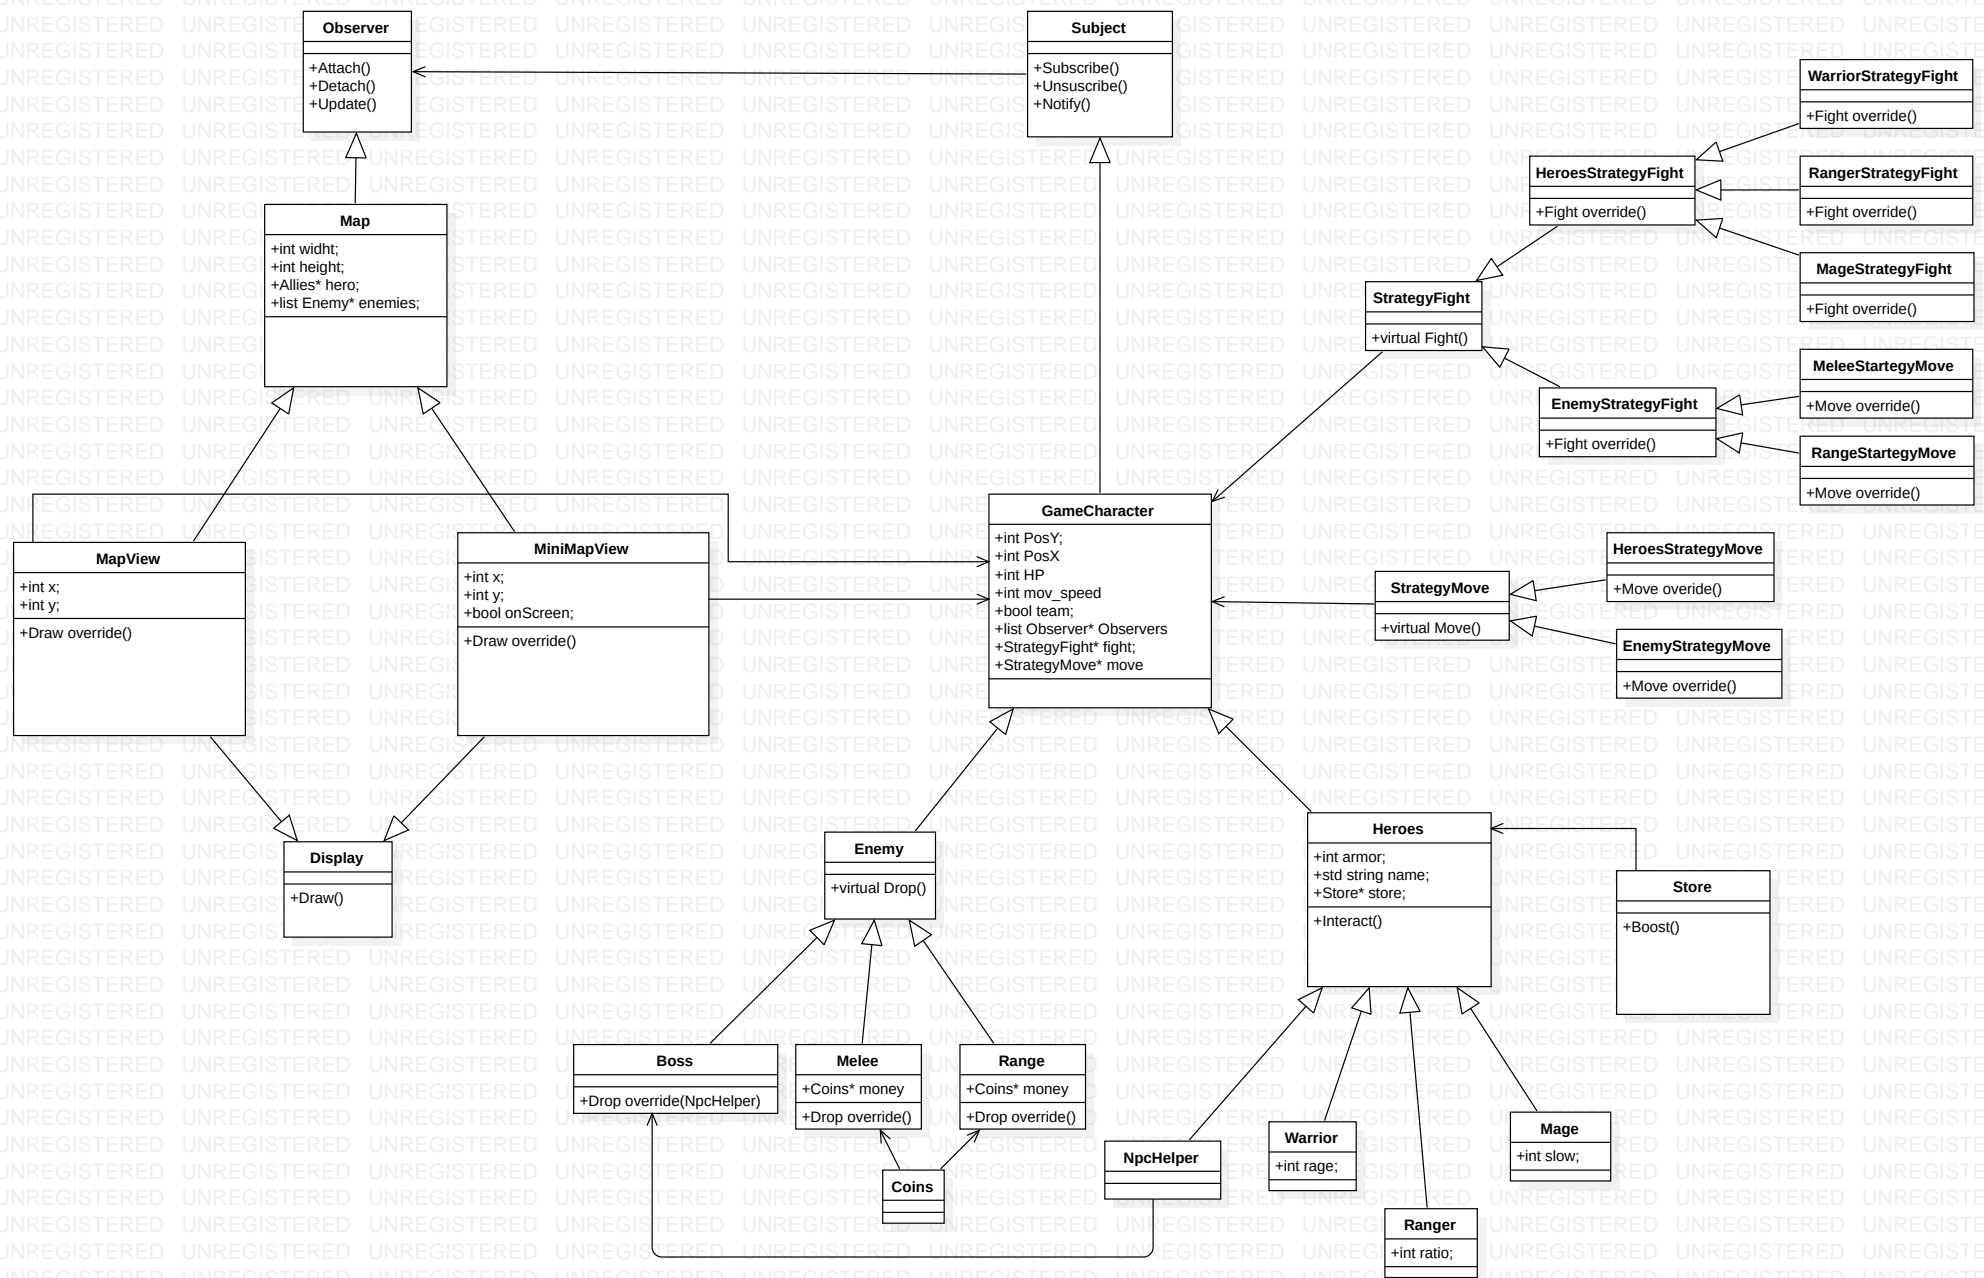 Observer
+Attach()
+Detach()
+Update()
Subject
+Subscribe()
+Unsuscribe()
+Notify()
WarriorStrategyFight
+Fight override()
HeroesStrategyFight
+Fight override()
RangerStrategyFight
+Fight override()
MageStrategyFight
+Fight override()
Map
+int widht;
+int height;
+Allies* hero;
+list Enemy* enemies;
StrategyFight
+virtual Fight()
EnemyStrategyFight
+Fight override()
MeleeStartegyMove
+Move override()
RangeStartegyMove
+Move override()
MapView
+int x;
+int y;
+Draw override()
MiniMapView
+int x;
+int y;
+bool onScreen;
+Draw override()
GameCharacter
+int PosY;
+int PosX
+int HP
+int mov_speed
+bool team;
+list Observer* Observers
+StrategyFight* fight;
+StrategyMove* move
StrategyMove
+virtual Move()
HeroesStrategyMove
+Move overide()
EnemyStrategyMove
+Move override()
Display
+Draw()
Enemy
+virtual Drop()
Heroes
+int armor;
+std string name;
+Store* store;
+Interact()
Store
+Boost()
Boss
+Drop override(NpcHelper)
Melee
+Coins* money
+Drop override()
Range
+Coins* money
+Drop override()
Coins
NpcHelper
Warrior
+int rage;
Ranger
+int ratio;
Mage
+int slow;
UNREGISTERED